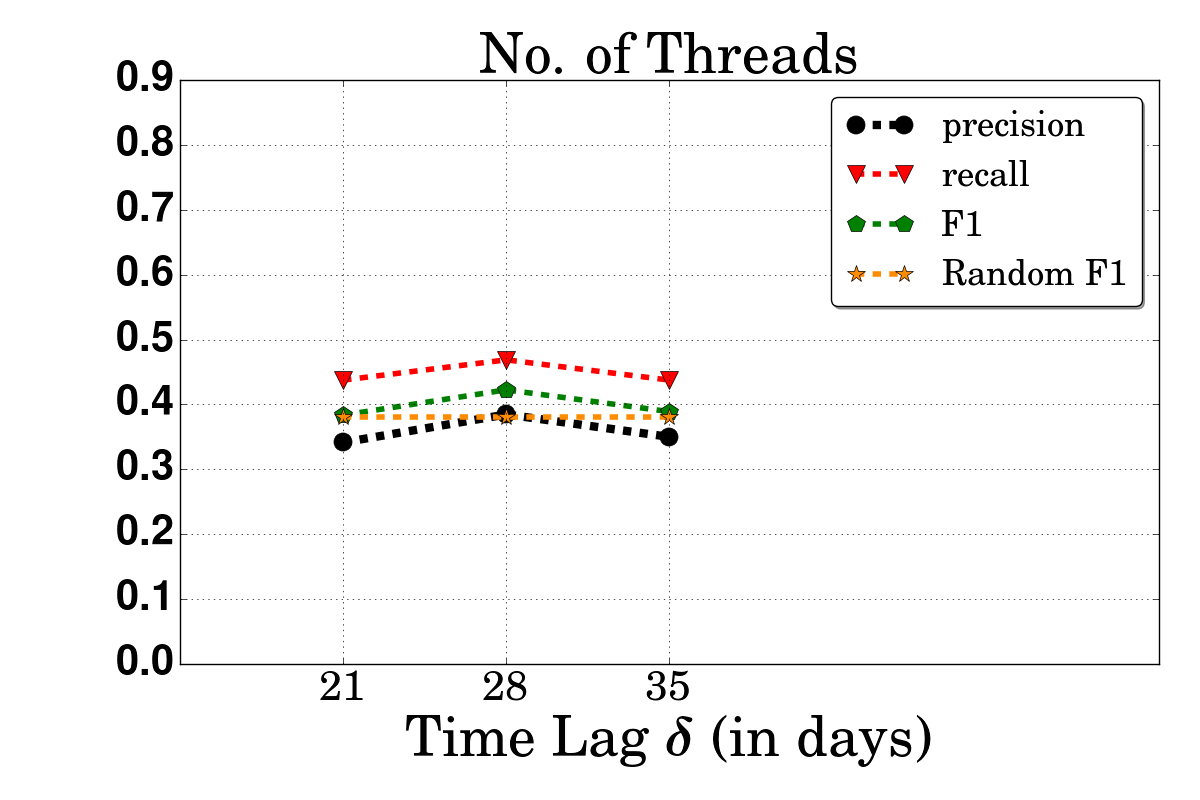 No. of Threads
0.9
0.8
0.7
0.6
0.5
0.4
0.3
0.2
0.1
0.0
precision
recall
F1
Random F1
21 28 35
Time Lag δ (in days)